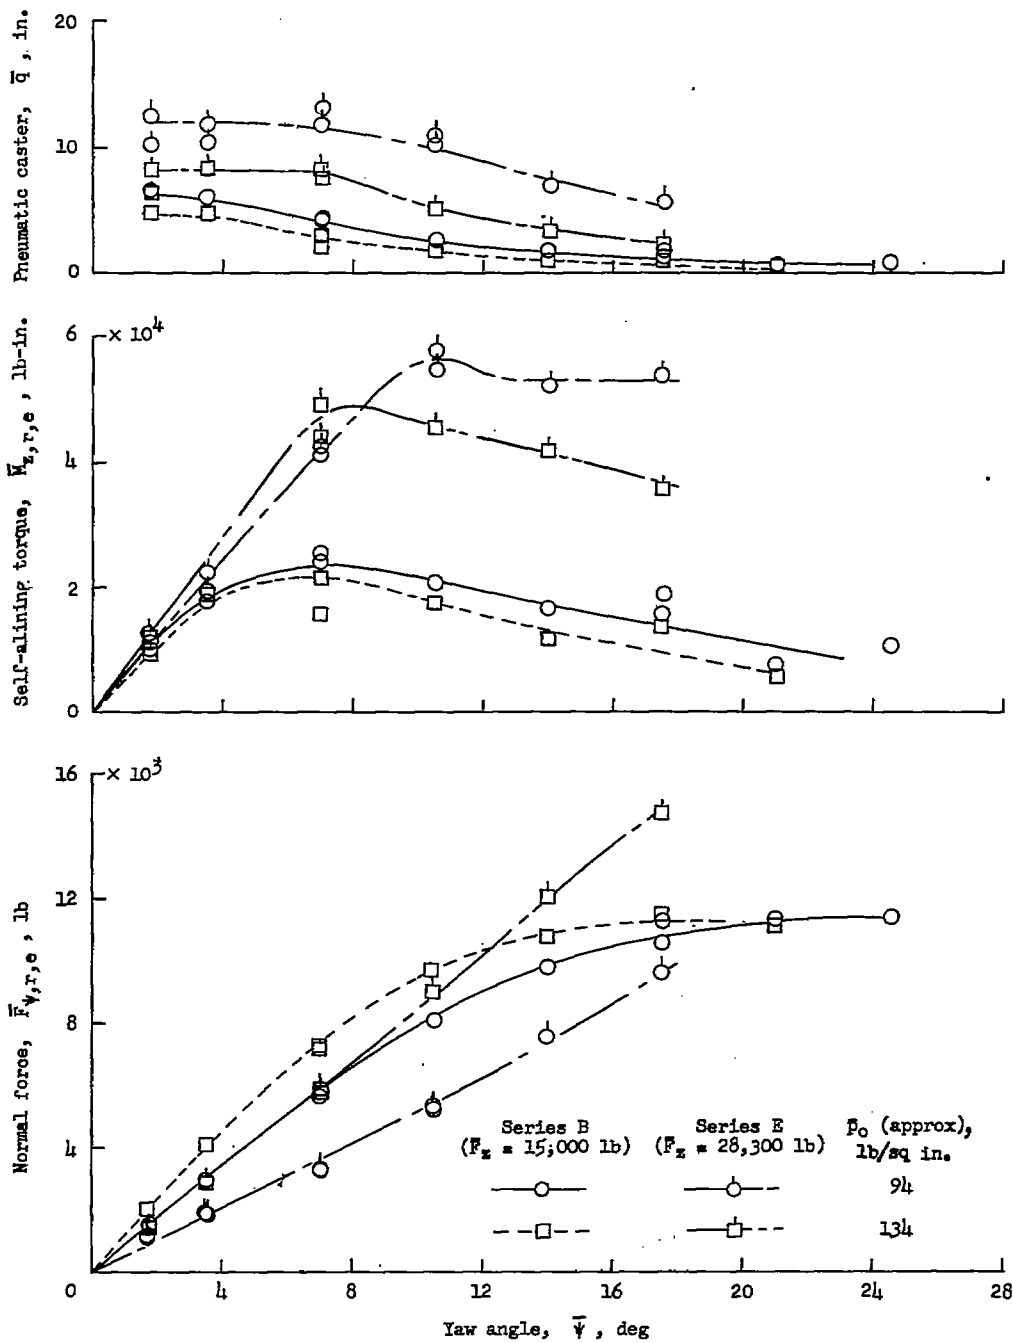 20
10
0
Pneumatic caster, q̄ , in.
6
× 10⁴
4
2
0
Self-alining torque, M̄z,r,e , lb-in.
16
× 10³
12
8
4
0
Normal force, F̄ψ,r,e , lb
Series B
(F̄z = 15,000 lb)
Series E
(F̄z = 28,300 lb)
p̄o (approx),
lb/sq in.
94
134
0 4 8 12 16 20 24 28
Yaw angle, ψ̄ , deg